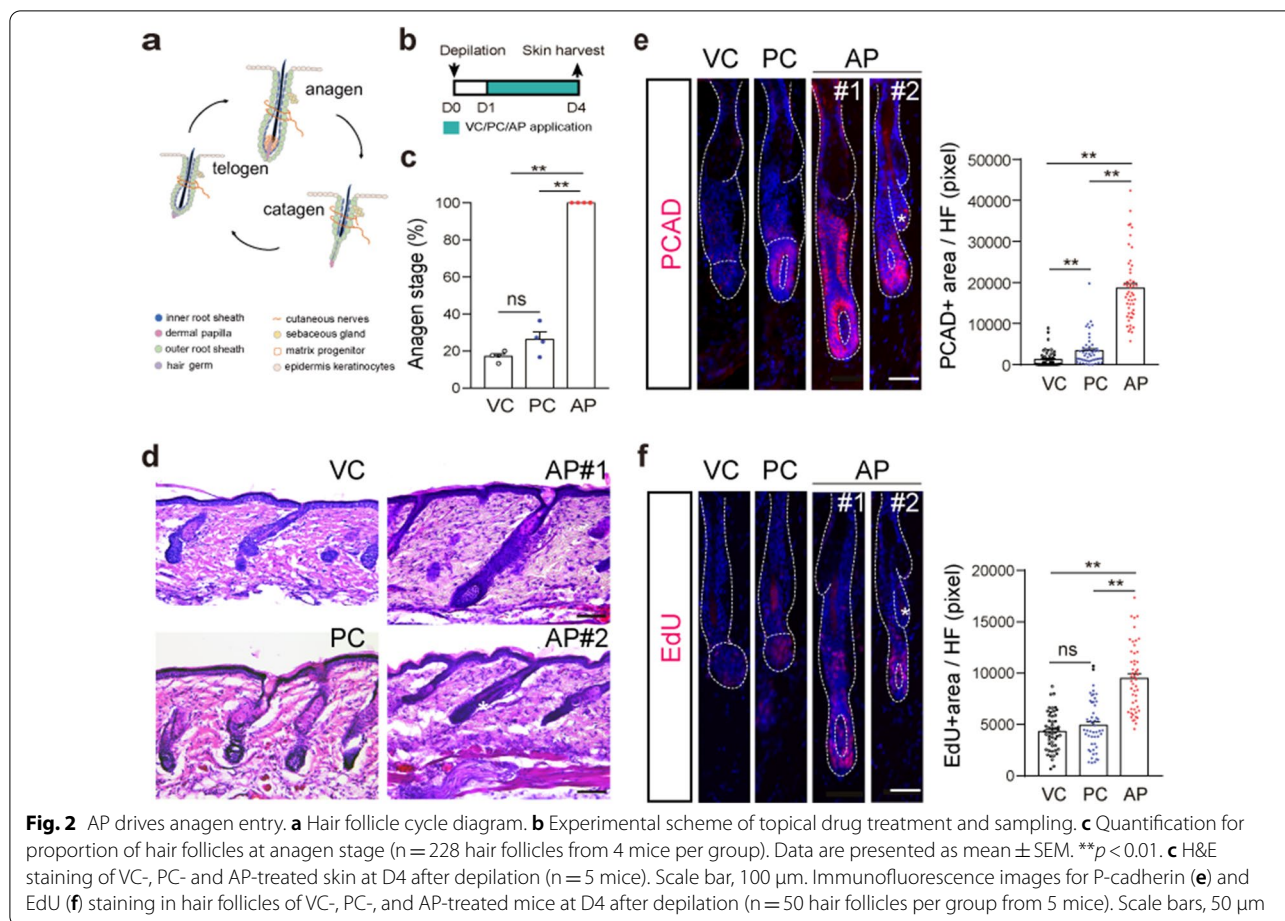 a
anagen
telogen
catagen
inner root sheath
dermal papilla
outer root sheath
hair germ
cutaneous nerves
sebaceous gland
matrix progenitor
epidermis keratinocytes
b
Depilation Skin harvest
D0 D1 D4
VC/PC/AP application
c
**
**
ns
Anagen stage (%)
100
80
60
40
20
0
VC PC AP
d
VC
AP#1
PC
AP#2
*
e
VC PC AP
#1 #2
PCAD
*
PCAD+ area / HF (pixel)
50000
40000
30000
20000
10000
0
**
**
**
VC PC AP
f
VC PC AP
#1 #2
EdU
*
EdU+area / HF (pixel)
20000
15000
10000
5000
0
**
**
ns
VC PC AP
Fig. 2 AP drives anagen entry. a Hair follicle cycle diagram. b Experimental scheme of topical drug treatment and sampling. c Quantification for
proportion of hair follicles at anagen stage (n = 228 hair follicles from 4 mice per group). Data are presented as mean ± SEM. **p < 0.01. c H&E
staining of VC-, PC- and AP-treated skin at D4 after depilation (n = 5 mice). Scale bar, 100 μm. Immunofluorescence images for P-cadherin (e) and
EdU (f) staining in hair follicles of VC-, PC-, and AP-treated mice at D4 after depilation (n = 50 hair follicles per group from 5 mice). Scale bars, 50 μm